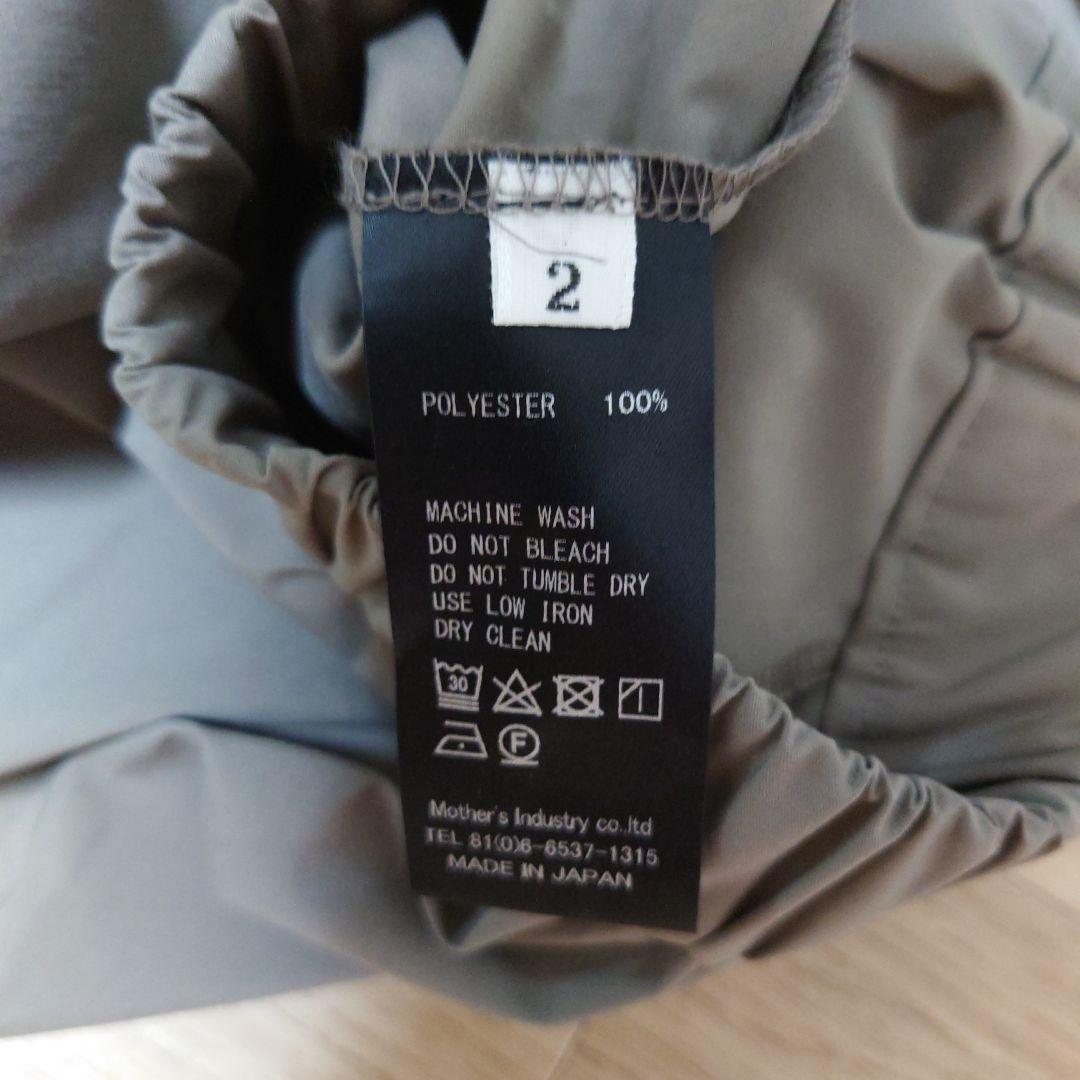 2
POLYESTER 100%
MACHINE WASH
DO NOT BLEACH
DO NOT TUMBLE DRY
USE LOW IRON
DRY CLEAN
30
F
Mother's Industry co.,ltd
TEL 81(0)6-6537-1315
MADE IN JAPAN